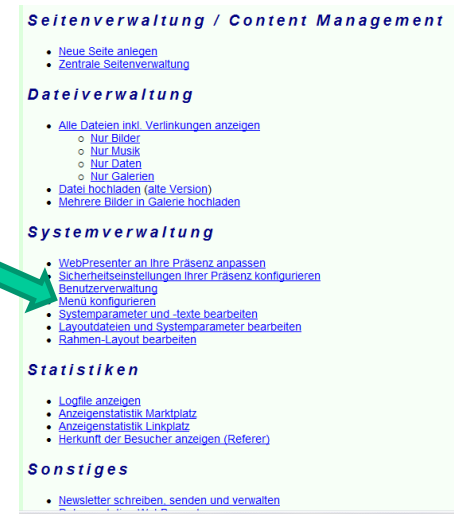 Seitenverwaltung / Content Management
Neue Seite anlegen
Zentrale Seitenverwaltung
Dateiverwaltung
Alle Dateien inkl. Verlinkungen anzeigen
Nur Bilder
Nur Musik
Nur Daten
Nur Galerien
Datei hochladen (alte Version)
Mehrere Bilder in Galerie hochladen
Systemverwaltung
WebPresenter an Ihre Präsenz anpassen
Sicherheitseinstellungen Ihrer Präsenz konfigurieren
Benutzerverwaltung
Menü konfigurieren
Systemparameter und -texte bearbeiten
Layoutdateien und Systemparameter bearbeiten
Rahmen-Layout bearbeiten
Statistiken
Logfile anzeigen
Anzeigenstatistik Marktplatz
Anzeigenstatistik Linkplatz
Herkunft der Besucher anzeigen (Referer)
Sonstiges
Newsletter schreiben, senden und verwalten